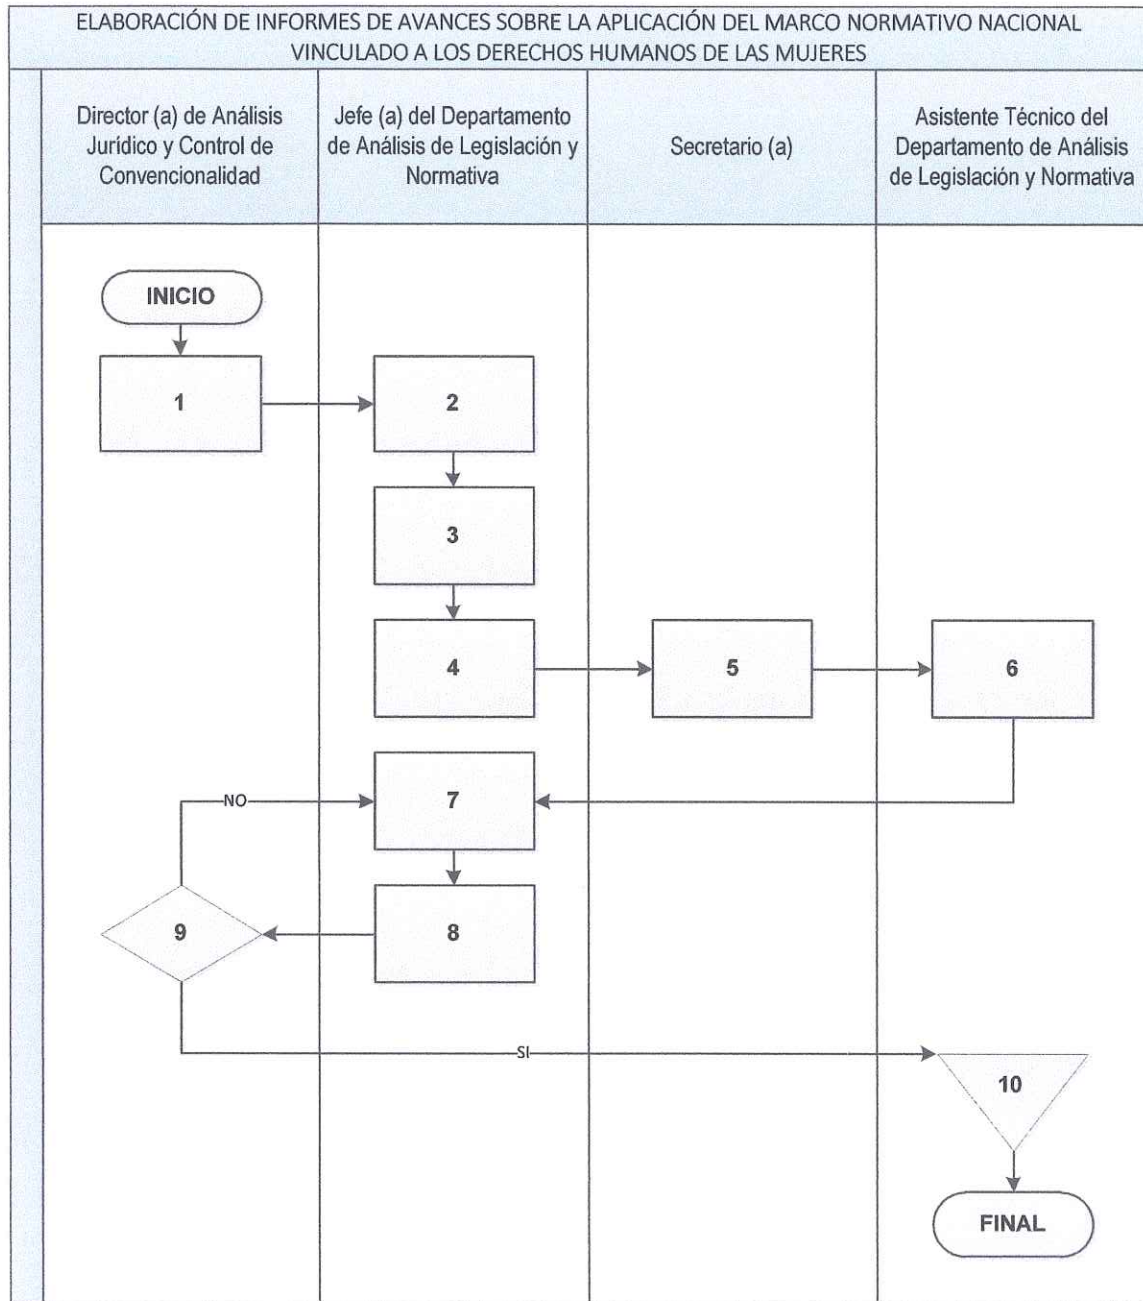 ELABORACIÓN DE INFORMES DE AVANCES SOBRE LA APLICACIÓN DEL MARCO NORMATIVO NACIONAL
VINCULADO A LOS DERECHOS HUMANOS DE LAS MUJERES
Director (a) de Análisis
Jurídico y Control de
Convencionalidad
Jefe (a) del Departamento
de Análisis de Legislación y
Normativa
Secretario (a)
Asistente Técnico del
Departamento de Análisis
de Legislación y Normativa
INICIO
1
2
3
4
5
6
NO
7
9
8
SI
10
FINAL